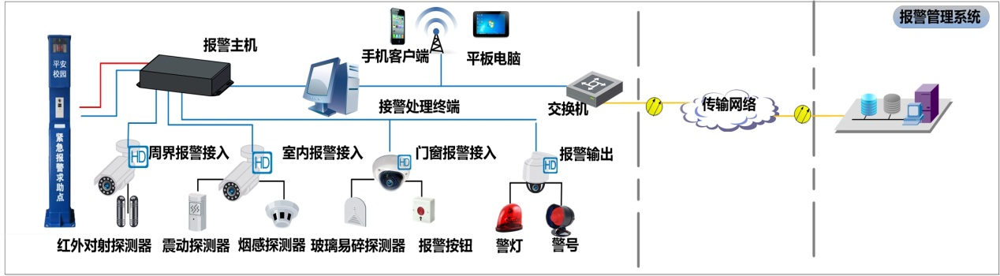 报警管理系统
报警主机
平安
校园
紧急报警求助点
手机客户端
平板电脑
接警处理终端
交换机
传输网络
周界报警接入
HD
室内报警接入
HD
门窗报警接入
HD
报警输出
HD
红外对射探测器
震动探测器
烟感探测器
玻璃易碎探测器
报警按钮
警灯
警号